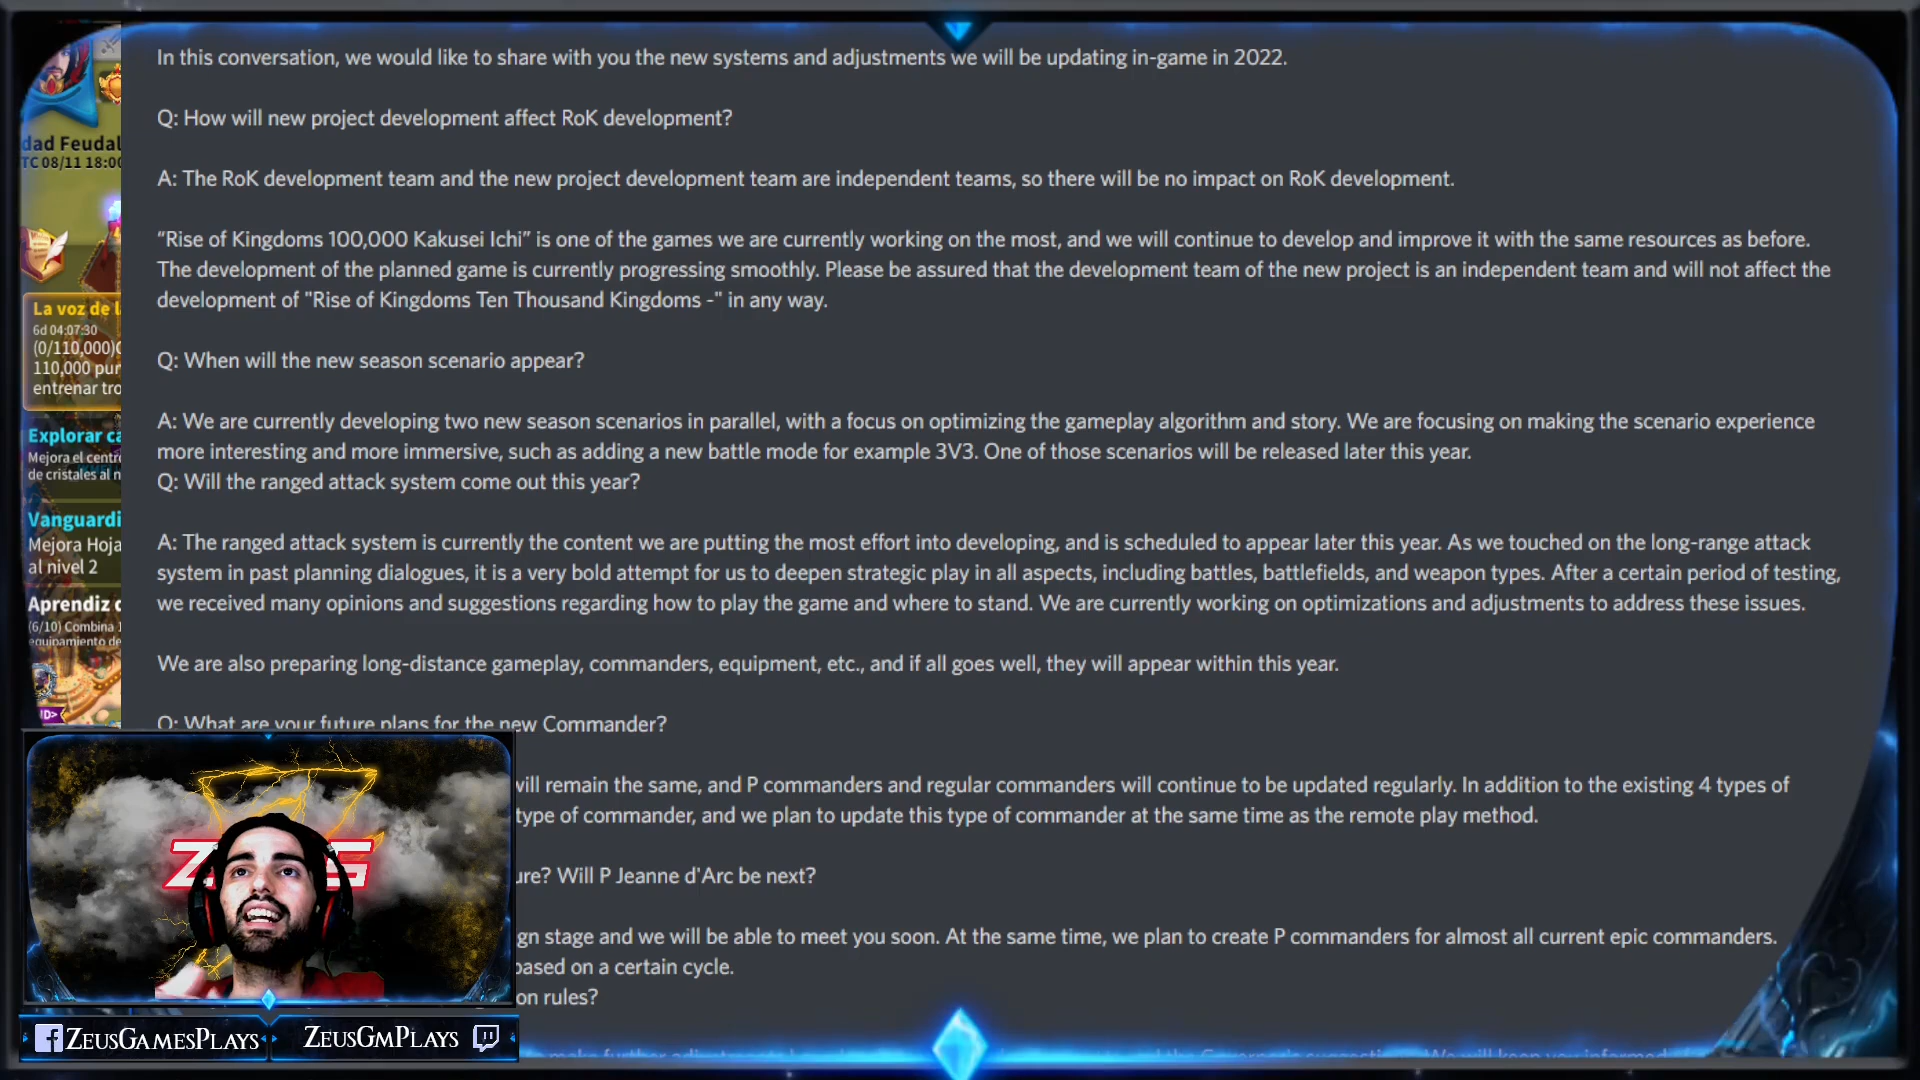 In this conversation, we would like to share with you the new systems and adjustments we will be updating in-game in 2022.
Q: How will new project development affect RoK development?
A: The RoK development team and the new project development team are independent teams, so there will be no impact on RoK development.
“Rise of Kingdoms 100,000 Kakusei Ichi” is one of the games we are currently working on the most, and we will continue to develop and improve it with the same resources as before.
The development of the planned game is currently progressing smoothly. Please be assured that the development team of the new project is an independent team and will not affect the
development of "Rise of Kingdoms Ten Thousand Kingdoms -" in any way.
Q: When will the new season scenario appear?
A: We are currently developing two new season scenarios in parallel, with a focus on optimizing the gameplay algorithm and story. We are focusing on making the scenario experience
more interesting and more immersive, such as adding a new battle mode for example 3V3. One of those scenarios will be released later this year.
Q: Will the ranged attack system come out this year?
A: The ranged attack system is currently the content we are putting the most effort into developing, and is scheduled to appear later this year. As we touched on the long-range attack
system in past planning dialogues, it is a very bold attempt for us to deepen strategic play in all aspects, including battles, battlefields, and weapon types. After a certain period of testing,
we received many opinions and suggestions regarding how to play the game and where to stand. We are currently working on optimizations and adjustments to address these issues.
We are also preparing long-distance gameplay, commanders, equipment, etc., and if all goes well, they will appear within this year.
Q: What are your future plans for the new Commander?
will remain the same, and P commanders and regular commanders will continue to be updated regularly. In addition to the existing 4 types of
type of commander, and we plan to update this type of commander at the same time as the remote play method.
ure? Will P Jeanne d'Arc be next?
gn stage and we will be able to meet you soon. At the same time, we plan to create P commanders for almost all current epic commanders.
based on a certain cycle.
on rules?
dad Feudal
TC 08/11 18:00
La voz de l
6d 04:07:30
(0/110,000)
110,000 pun
entrenar tro
Explorar ca
Mejora el centr
de cristales al n
Vanguardi
Mejora Hoja
al nivel 2
Aprendiz d
(6/10) Combina 1
equipamiento de
ZEUSGAMESPLAYS
ZEUSGMPLAYS